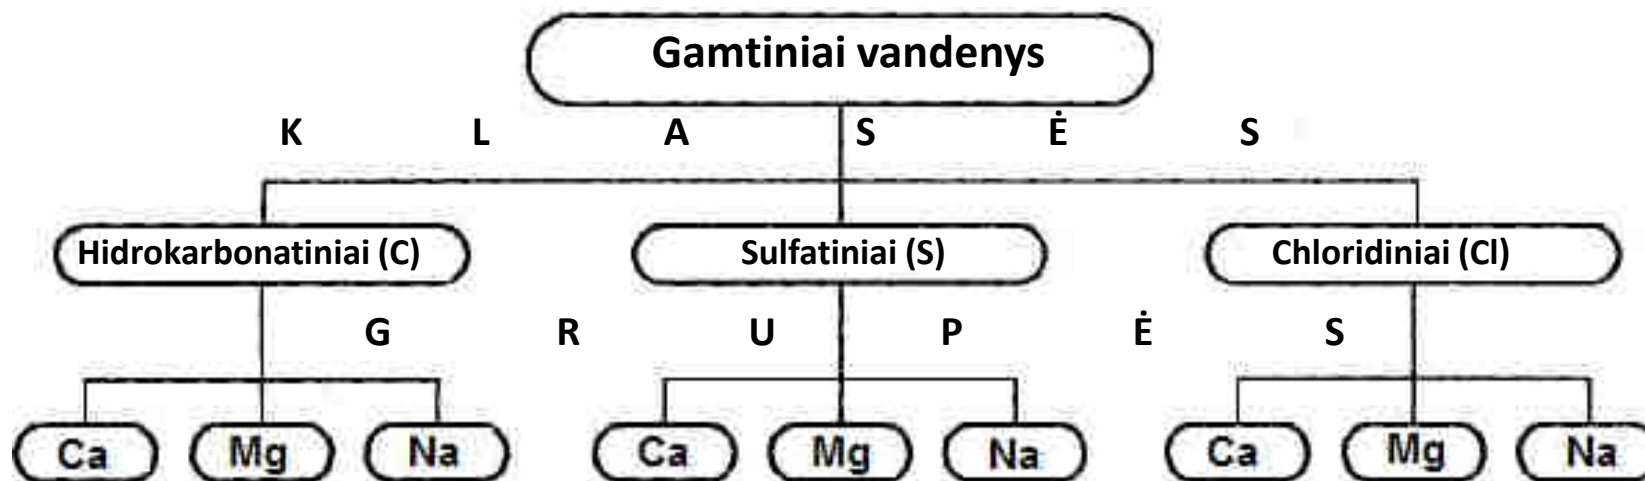 Gamtiniai vandenys
K L A S Ė S
Hidrokarbonatiniai (C) Sulfatiniai (S) Chloridiniai (Cl)
G R U P Ė S
Ca Mg Na Ca Mg Na Ca Mg Na